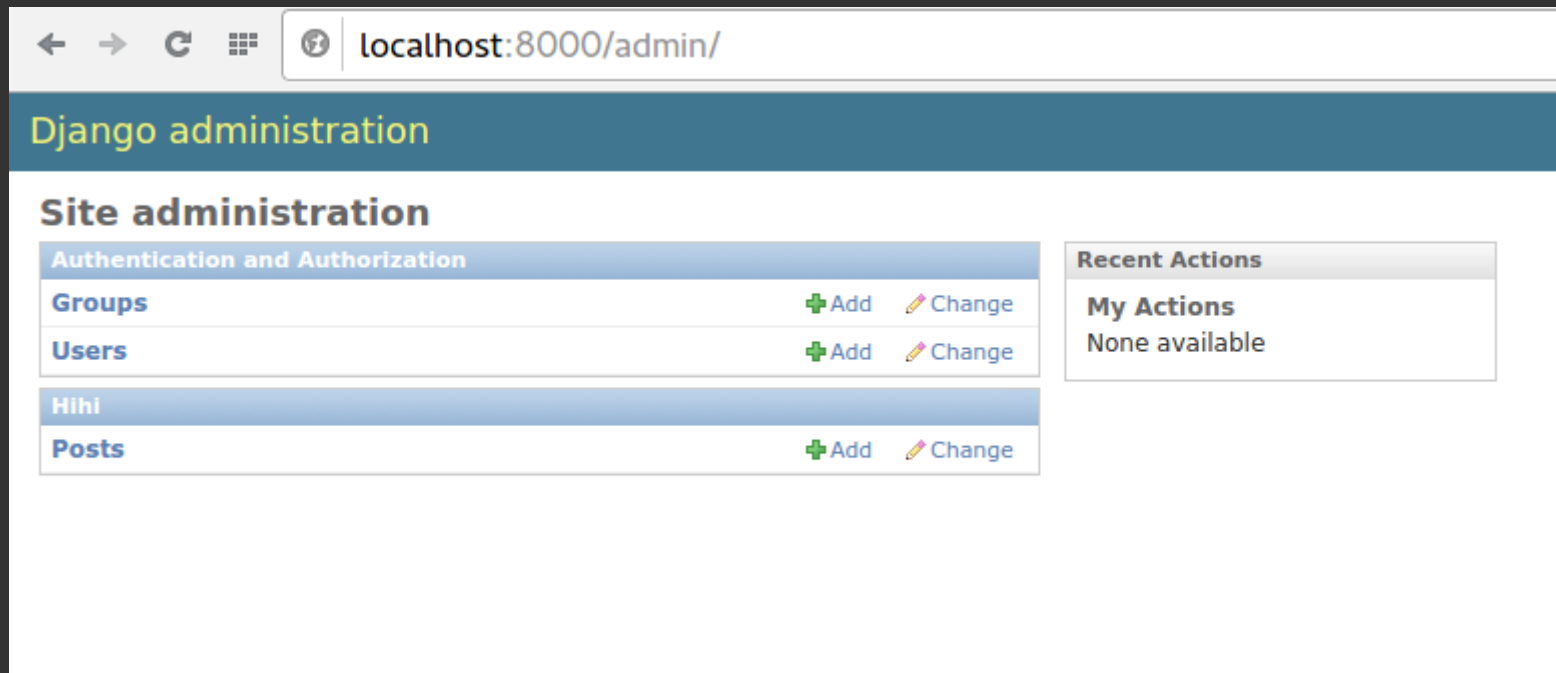 localhost:8000/admin/
Django administration
Site administration
Authentication and Authorization
Groups Add Change
Users Add Change
Hihi
Posts Add Change
Recent Actions
My Actions
None available